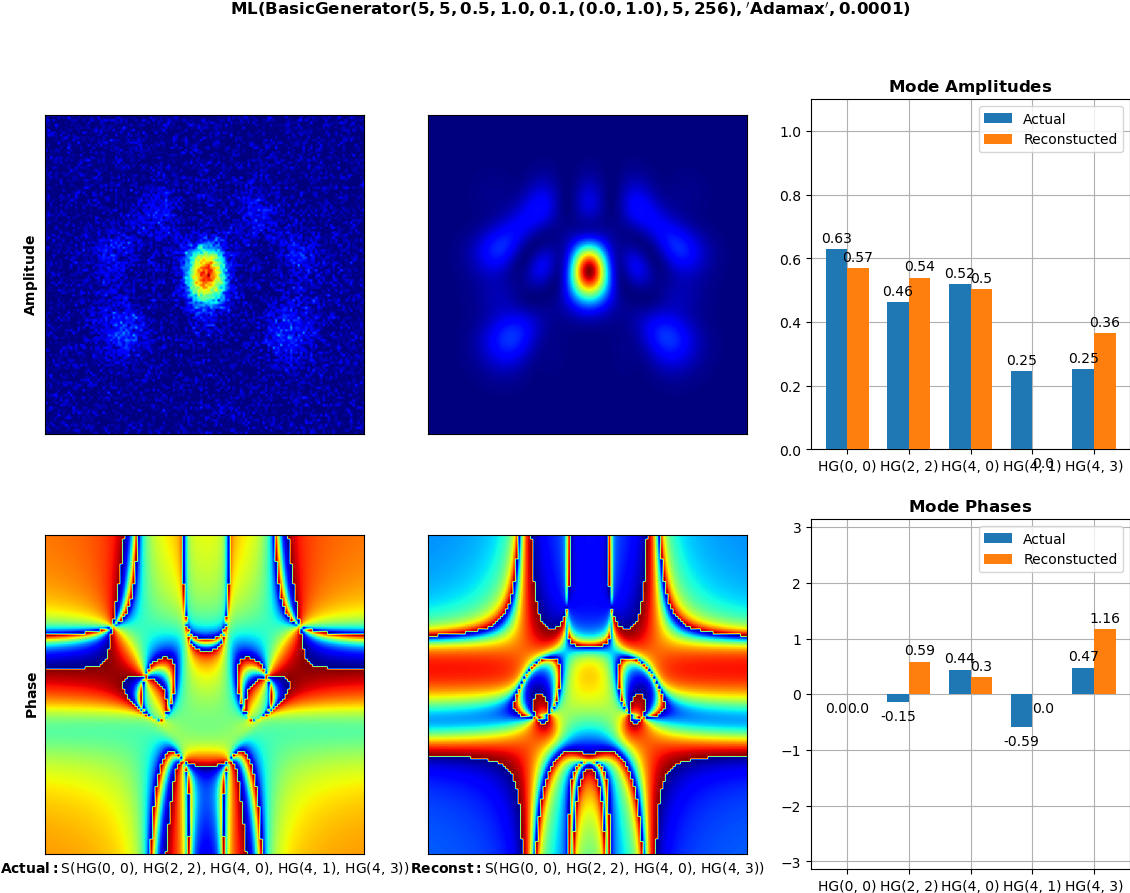 ML(BasicGenerator(5, 5, 0.5, 1.0, 0.1, (0.0, 1.0), 5, 256), 'Adamax', 0.0001)
Amplitude
Mode Amplitudes
Actual
Reconstucted
1.0
0.8
0.6
0.4
0.2
0.0
0.63
0.57
0.46
0.54
0.52
0.5
0.25
0.0
0.25
0.36
HG(0, 0) HG(2, 2) HG(4, 0) HG(4, 1) HG(4, 3)
Phase
Mode Phases
Actual
Reconstucted
3
2
1
0
−1
−2
−3
0.0
0.0
-0.15
0.59
0.44
0.3
-0.59
0.0
0.47
1.16
HG(0, 0) HG(2, 2) HG(4, 0) HG(4, 1) HG(4, 3)
Actual: S(HG(0, 0), HG(2, 2), HG(4, 0), HG(4, 1), HG(4, 3))
Reconst: S(HG(0, 0), HG(2, 2), HG(4, 0), HG(4, 3))